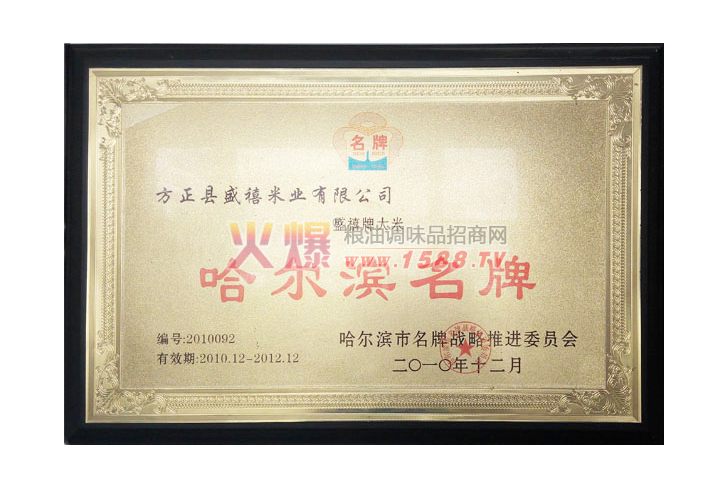 名牌
方正县盛禧米业有限公司
盛禧牌大米
火爆 粮油调味品招商网
www.1588.TV
哈尔滨名牌
编号:2010092
哈尔滨市名牌战略推进委员会
有效期:2010.12-2012.12
二〇一〇年十二月